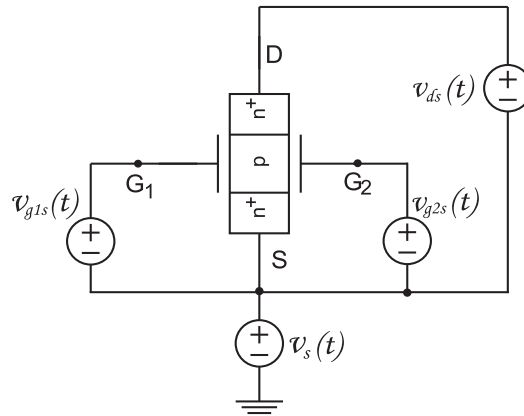 D
v_ds(t)
n+
p
n+
G1
G2
v_g1s(t)
v_g2s(t)
S
v_s(t)
+
−
+
−
+
−
+
−